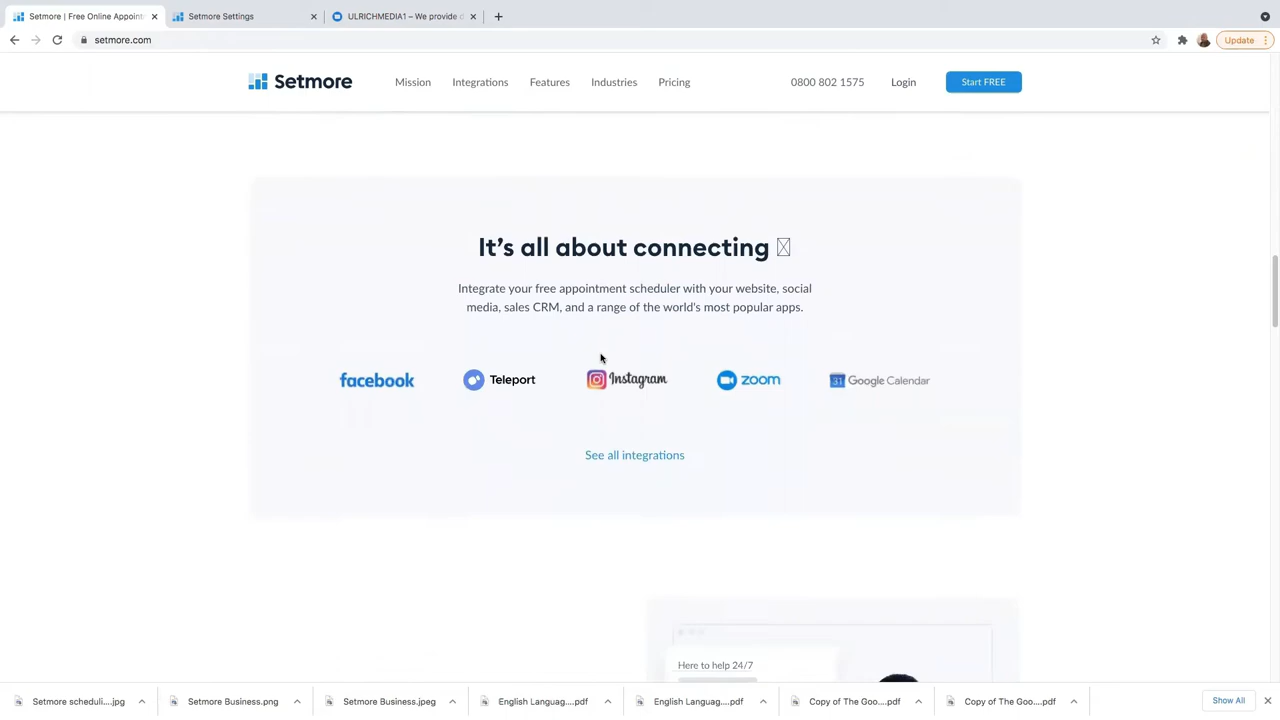 Setmore | Free Online Appoint
Setmore Settings
ULRICHMEDIA1 – We provide
setmore.com
Update
Setmore
Mission
Integrations
Features
Industries
Pricing
0800 802 1575
Login
Start FREE
It's all about connecting
Integrate your free appointment scheduler with your website, social
media, sales CRM, and a range of the world's most popular apps.
facebook
Teleport
Instagram
zoom
31 Google Calendar
See all integrations
Here to help 24/7
Setmore scheduli....jpg
Setmore Business.png
Setmore Business.jpeg
English Languag....pdf
English Languag....pdf
Copy of The Goo....pdf
Copy of The Goo....pdf
Show All